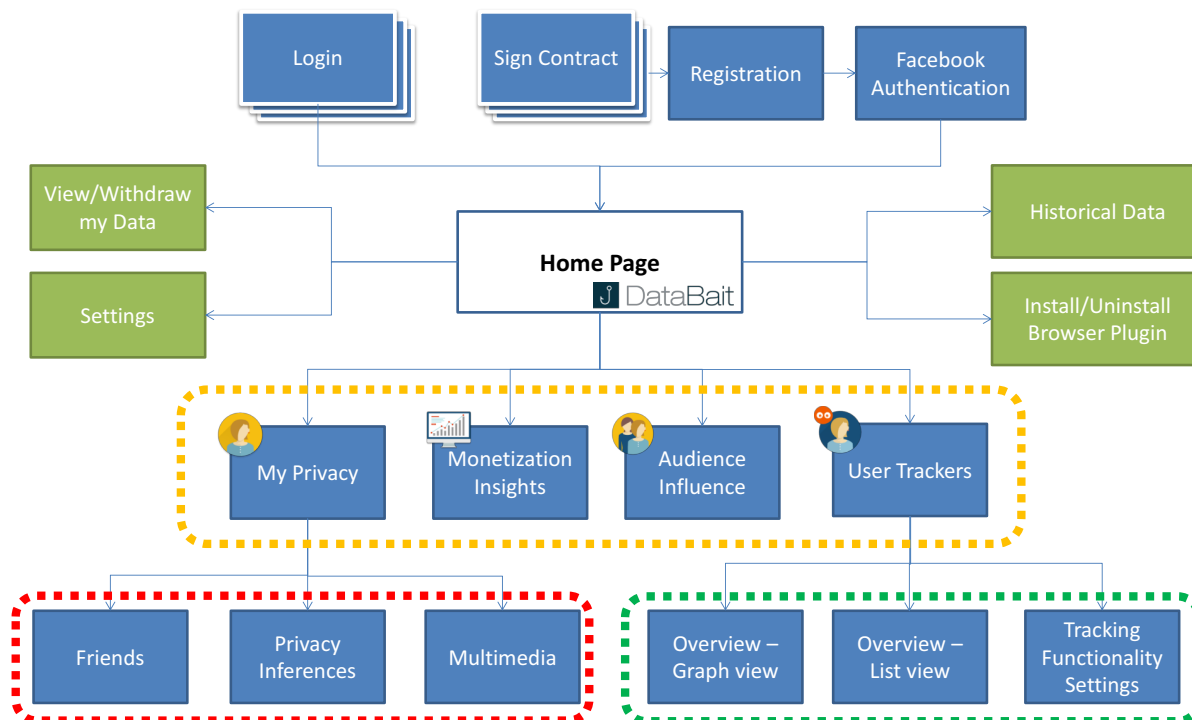 Login
Sign Contract
Registration
Facebook
Authentication
View/Withdraw
my Data
Historical Data
Home Page
DataBait
Settings
Install/Uninstall
Browser Plugin
My Privacy
Monetization
Insights
Audience
Influence
User Trackers
Friends
Privacy
Inferences
Multimedia
Overview –
Graph view
Overview –
List view
Tracking
Functionality
Settings